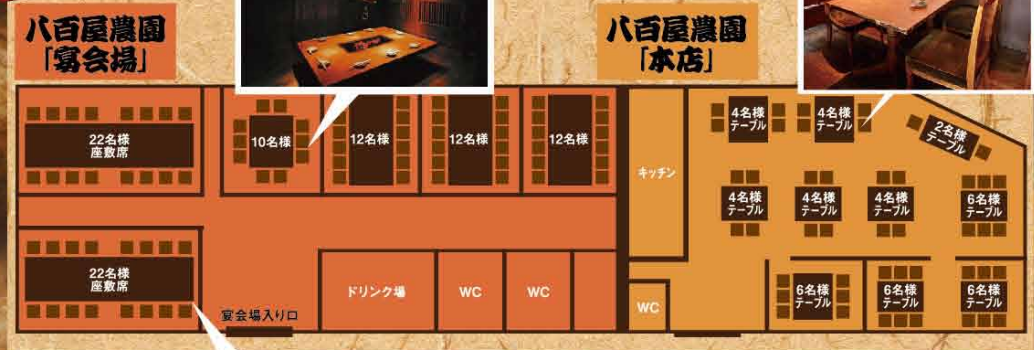 八百屋農園
「宴会場」
八百屋農園
「本店」
22名様
座敷席
10名様
12名様
12名様
12名様
22名様
座敷席
ドリンク場
WC
WC
宴会場入り口
キッチン
WC
4名様
テーブル
4名様
テーブル
2名様
テーブル
4名様
テーブル
4名様
テーブル
4名様
テーブル
6名様
テーブル
6名様
テーブル
6名様
テーブル
6名様
テーブル